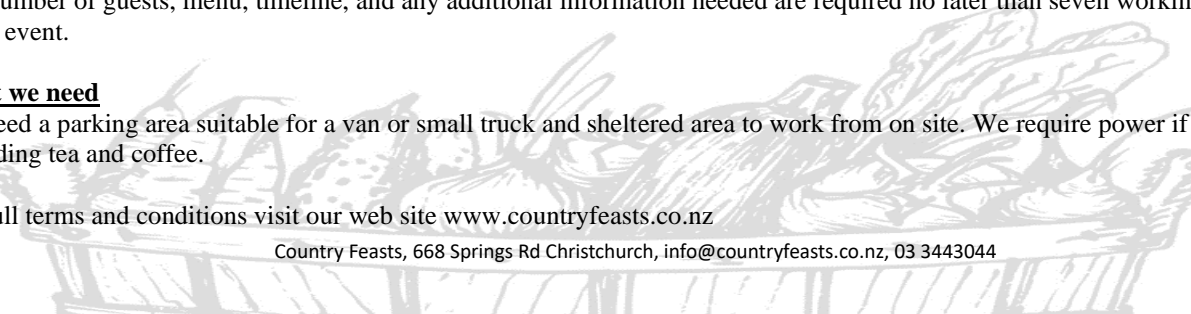 umber of guests, menu, timeline, and any additional information needed are required no later than seven workin
event.
we need
eed a parking area suitable for a van or small truck and sheltered area to work from on site. We require power if
ding tea and coffee.
ll terms and conditions visit our web site www.countryfeasts.co.nz
Country Feasts, 668 Springs Rd Christchurch, info@countryfeasts.co.nz, 03 3443044